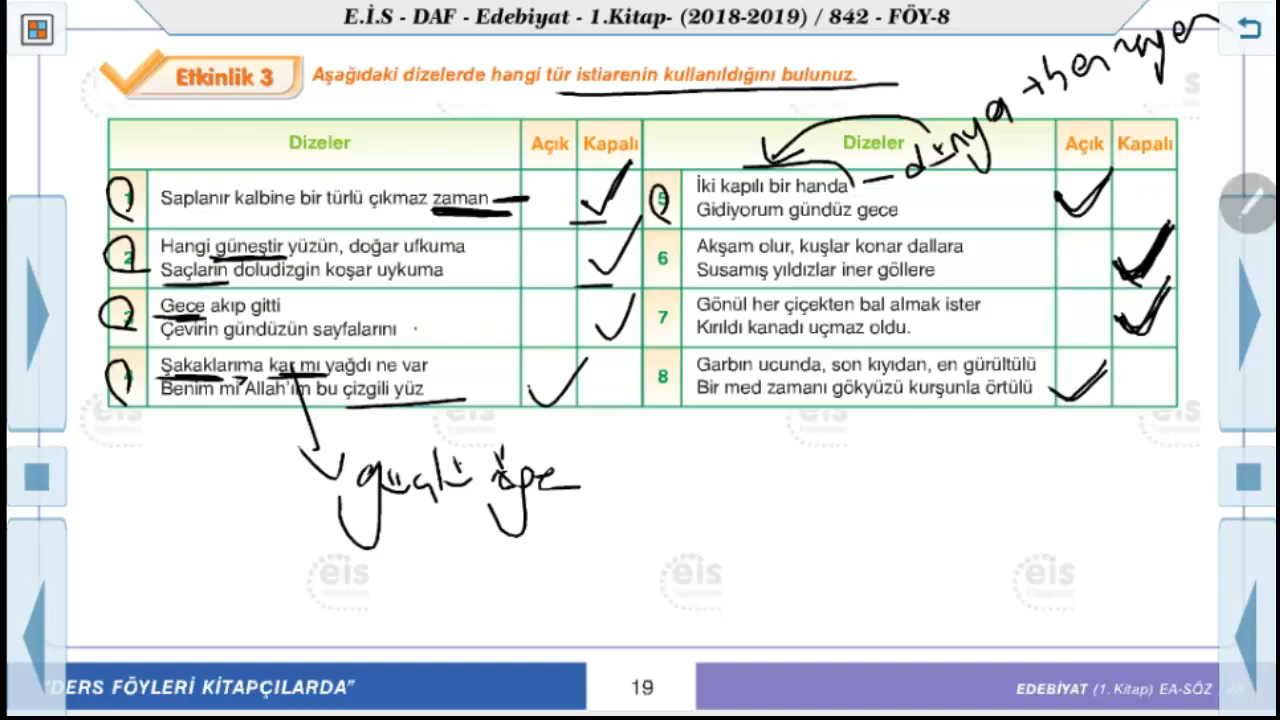 E.İ.S - DAF - Edebiyat - 1.Kitap- (2018-2019) / 842 - FÖY-8
Etkinlik 3
Aşağıdaki dizelerde hangi tür istiarenin kullanıldığını bulunuz.
Dizeler Açık Kapalı
1 Saplanır kalbine bir türlü çıkmaz zaman
2 Hangi güneştir yüzün, doğar ufkuma
Saçların doludizgin koşar uykuma
3 Gece akıp gitti
Çevirin gündüzün sayfalarını
4 Şakaklarıma kar mı yağdı ne var
Benim mi Allah'ım bu çizgili yüz
Dizeler Açık Kapalı
5 İki kapılı bir handa
Gidiyorum gündüz gece
6 Akşam olur, kuşlar konar dallara
Susamış yıldızlar iner göllere
7 Gönül her çiçekten bal almak ister
Kırıldı kanadı uçmaz oldu.
8 Garbın ucunda, son kıyıdan, en gürültülü
Bir med zamanı gökyüzü kurşunla örtülü
dünya
güçlü öge
eis
eis
eis
"DERS FÖYLERİ KİTAPÇILARDA"
19
EDEBİYAT (1. Kitap) EA-SÖZ